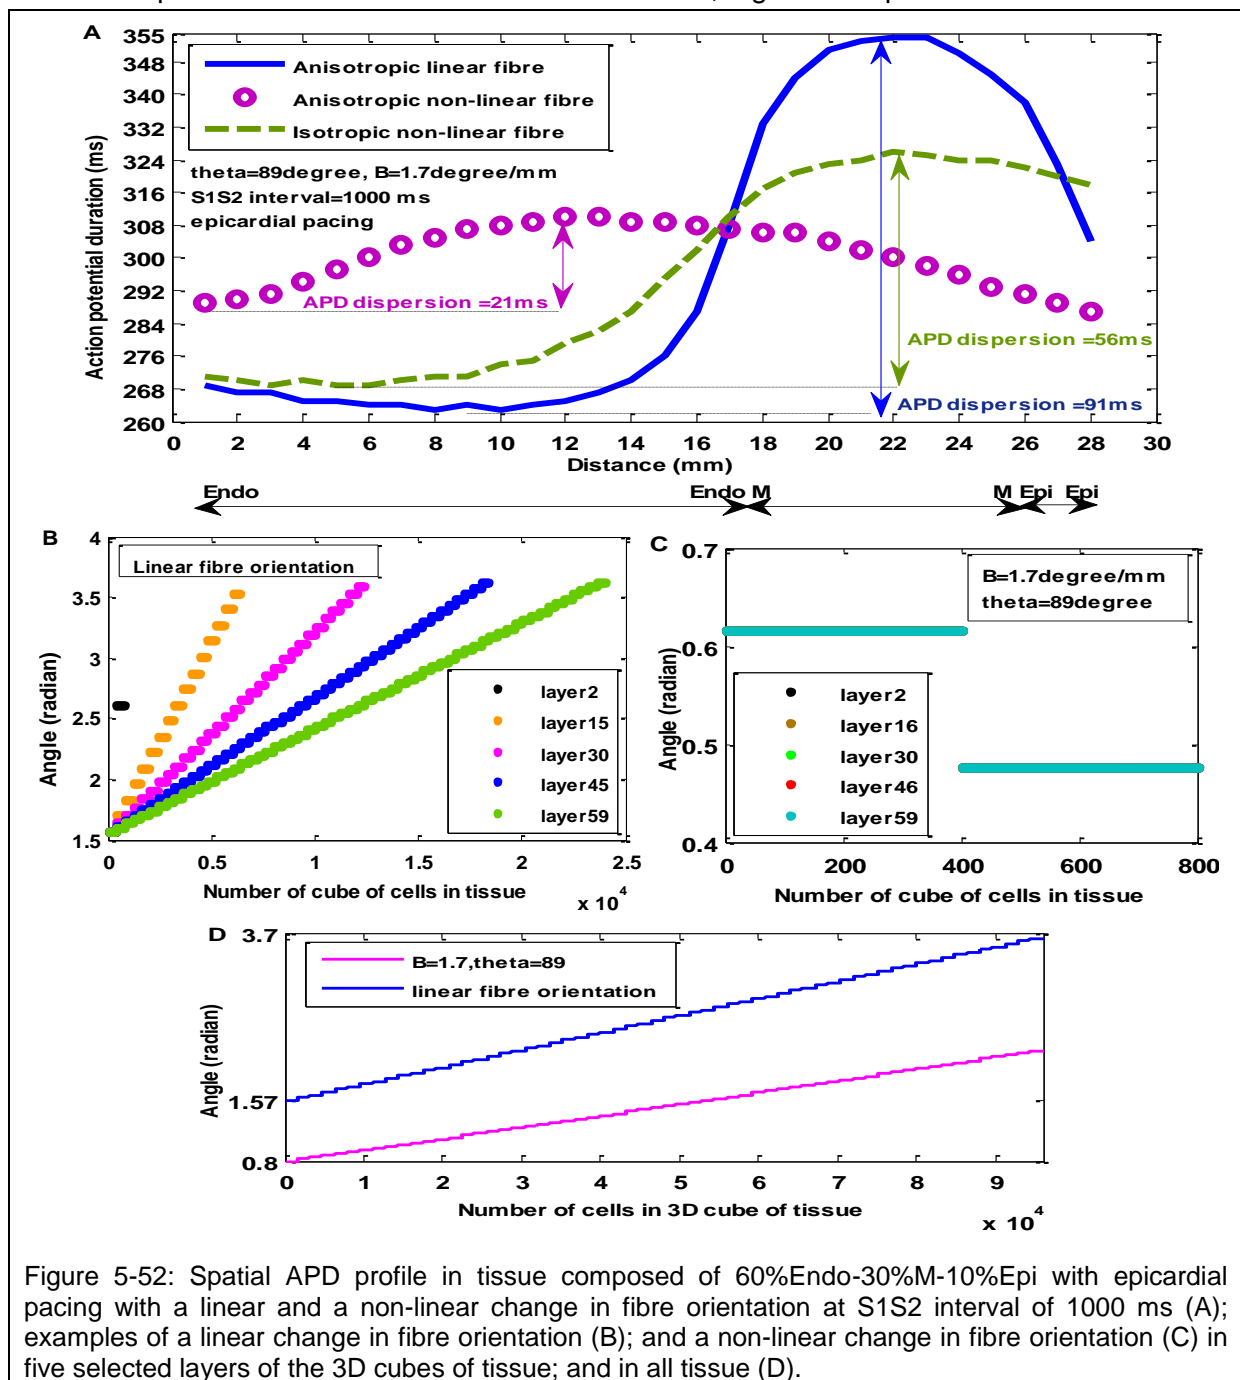 A
355
348
340
332
324
316
308
300
292
284
276
268
260
Action potential duration (ms)
Anisotropic linear fibre
Anisotropic non-linear fibre
Isotropic non-linear fibre
theta=89degree, B=1.7degree/mm
S1S2 interval=1000 ms
epicardial pacing
APD dispersion =21ms
APD dispersion =56ms
APD dispersion =91ms
0 2 4 6 8 10 12 14 16 18 20 22 24 26 28 30
Distance (mm)
Endo Endo M M Epi Epi
B
4
3.5
3
2.5
2
1.5
Angle (radian)
Linear fibre orientation
layer2
layer15
layer30
layer45
layer59
0 0.5 1 1.5 2 2.5
Number of cube of cells in tissue
x 10^4
C
0.7
0.6
0.5
0.4
Angle (radian)
B=1.7degree/mm
theta=89degree
layer2
layer16
layer30
layer46
layer59
0 200 400 600 800
Number of cube of cells in tissue
D
3.7
1.57
0.8
Angle (radian)
B=1.7,theta=89
linear fibre orientation
0 1 2 3 4 5 6 7 8 9
Number of cells in 3D cube of tissue
x 10^4
Figure 5-52: Spatial APD profile in tissue composed of 60%Endo-30%M-10%Epi with epicardial
pacing with a linear and a non-linear change in fibre orientation at S1S2 interval of 1000 ms (A);
examples of a linear change in fibre orientation (B); and a non-linear change in fibre orientation (C) in
five selected layers of the 3D cubes of tissue; and in all tissue (D).